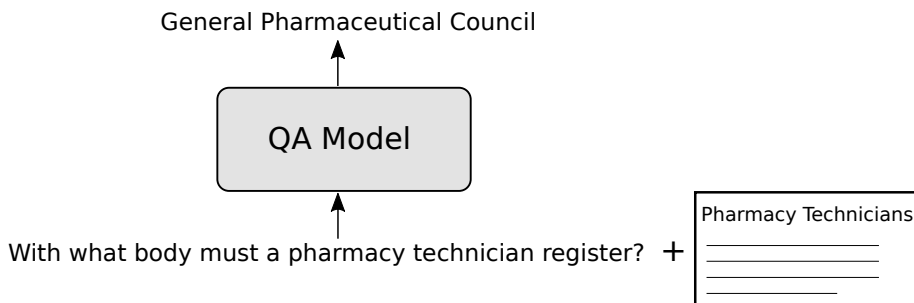 General Pharmaceutical Council
QA Model
With what body must a pharmacy technician register? +
Pharmacy Technicians